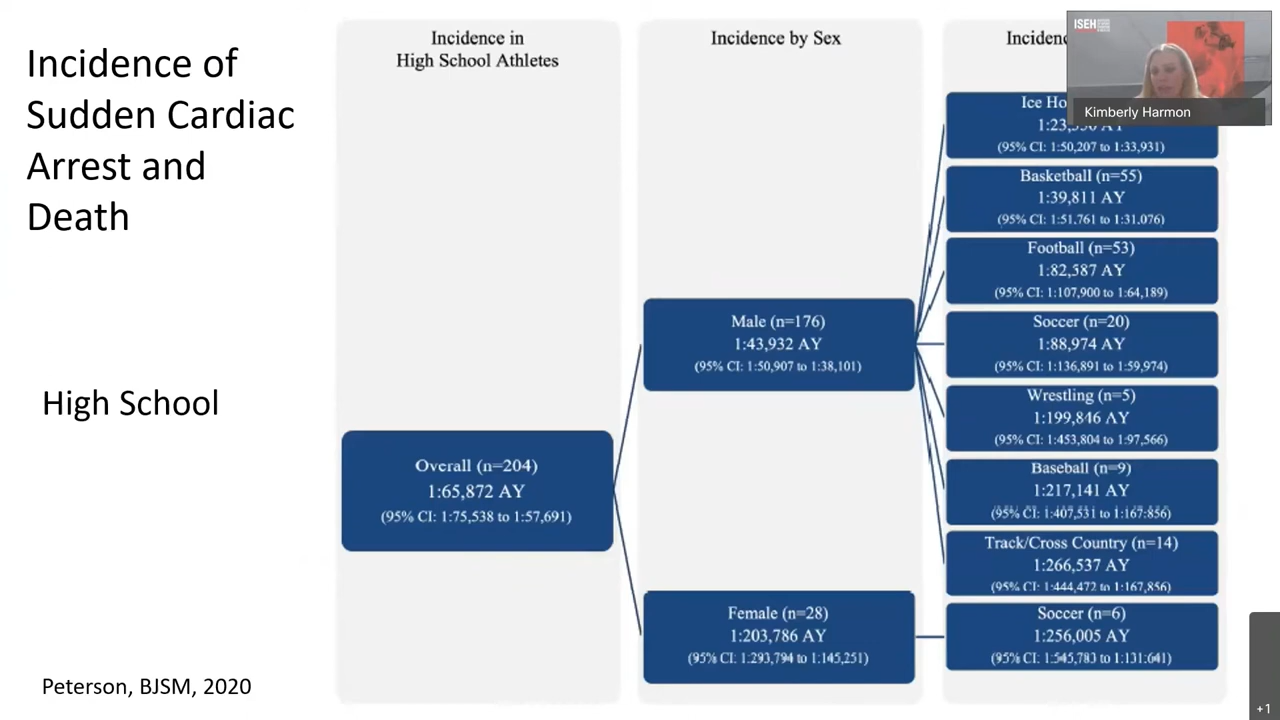 Incidence of
Sudden Cardiac
Arrest and
Death
High School
Peterson, BJSM, 2020
Incidence in
High School Athletes
Overall (n=204)
1:65,872 AY
(95% CI: 1:75,538 to 1:57,691)
Incidence by Sex
Male (n=176)
1:43,932 AY
(95% CI: 1:50,907 to 1:38,101)
Female (n=28)
1:203,786 AY
(95% CI: 1:293,794 to 1:145,251)
Ice
(95% CI: 1:50,207 to 1:33,931)
Basketball (n=55)
1:39,811 AY
(95% CI: 1:51,761 to 1:31,076)
Football (n=53)
1:82,587 AY
(95% CI: 1:107,900 to 1:64,189)
Soccer (n=20)
1:88,974 AY
(95% CI: 1:136,891 to 1:59,974)
Wrestling (n=5)
1:199,846 AY
(95% CI: 1:453,804 to 1:97,566)
Baseball (n=9)
1:217,141 AY
(95% CI: 1:407,531 to 1:167:856)
Track/Cross Country (n=14)
1:266,537 AY
(95% CI: 1:444,472 to 1:167,856)
Soccer (n=6)
1:256,005 AY
(95% CI: 1:545,783 to 1:131:641)
ISEH
Kimberly Harmon
+1